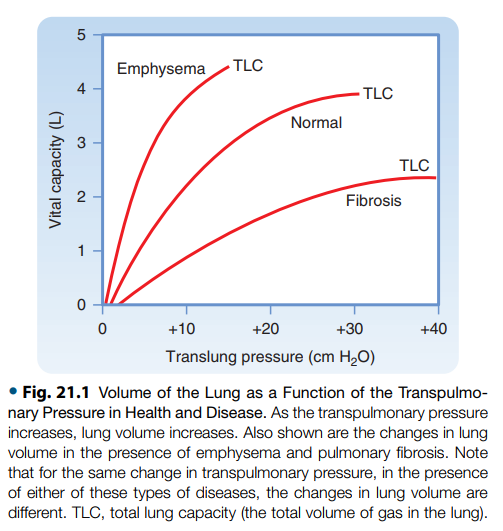 5
4
3
2
1
0
Vital capacity (L)
Emphysema
TLC
TLC
Normal
TLC
Fibrosis
0 +10 +20 +30 +40
Translung pressure (cm H₂O)
• Fig. 21.1 Volume of the Lung as a Function of the Transpulmo-
nary Pressure in Health and Disease. As the transpulmonary pressure
increases, lung volume increases. Also shown are the changes in lung
volume in the presence of emphysema and pulmonary fibrosis. Note
that for the same change in transpulmonary pressure, in the presence
of either of these types of diseases, the changes in lung volume are
different. TLC, total lung capacity (the total volume of gas in the lung).